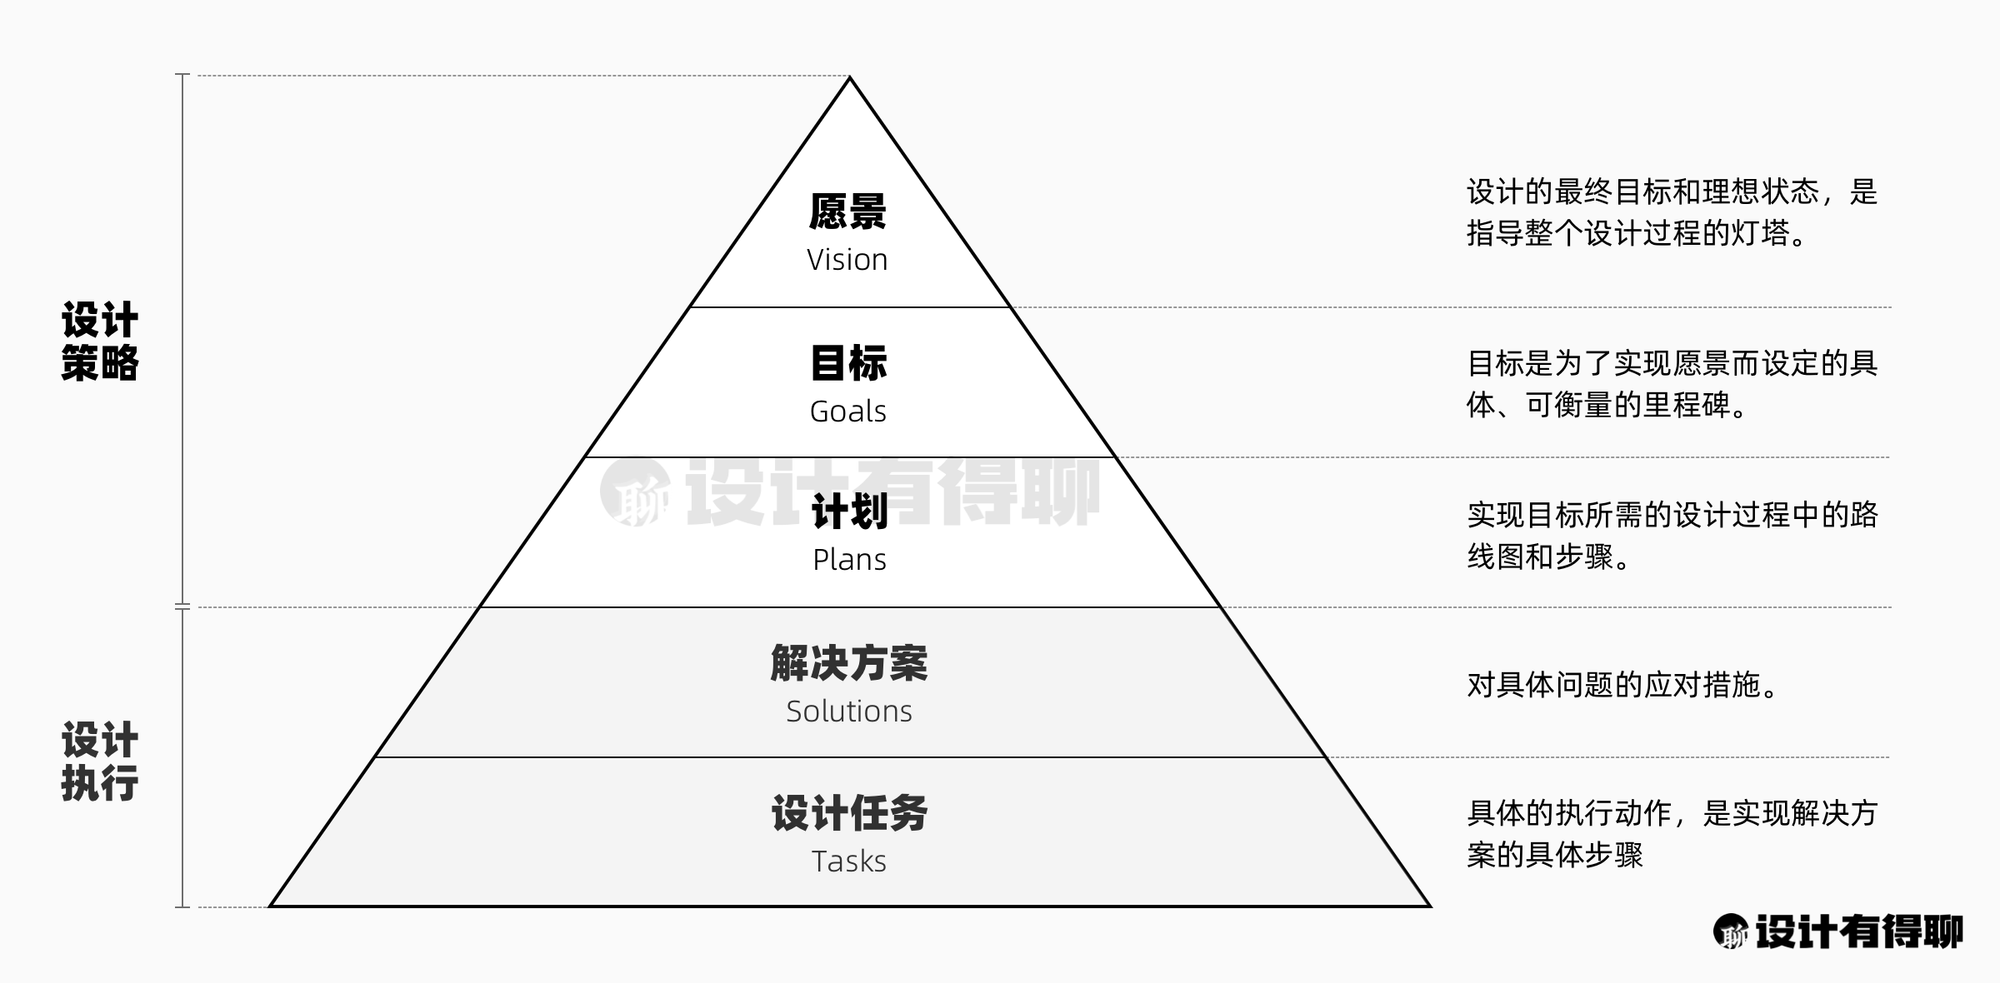 设计
策略
愿景
Vision
设计的最终目标和理想状态，是
指导整个设计过程的灯塔。
目标
Goals
目标是为了实现愿景而设定的具
体、可衡量的里程碑。
聊 设计有得聊
计划
Plans
实现目标所需的设计过程中的路
线图和步骤。
设计
执行
解决方案
Solutions
对具体问题的应对措施。
设计任务
Tasks
具体的执行动作，是实现解决方
案的具体步骤
聊 设计有得聊